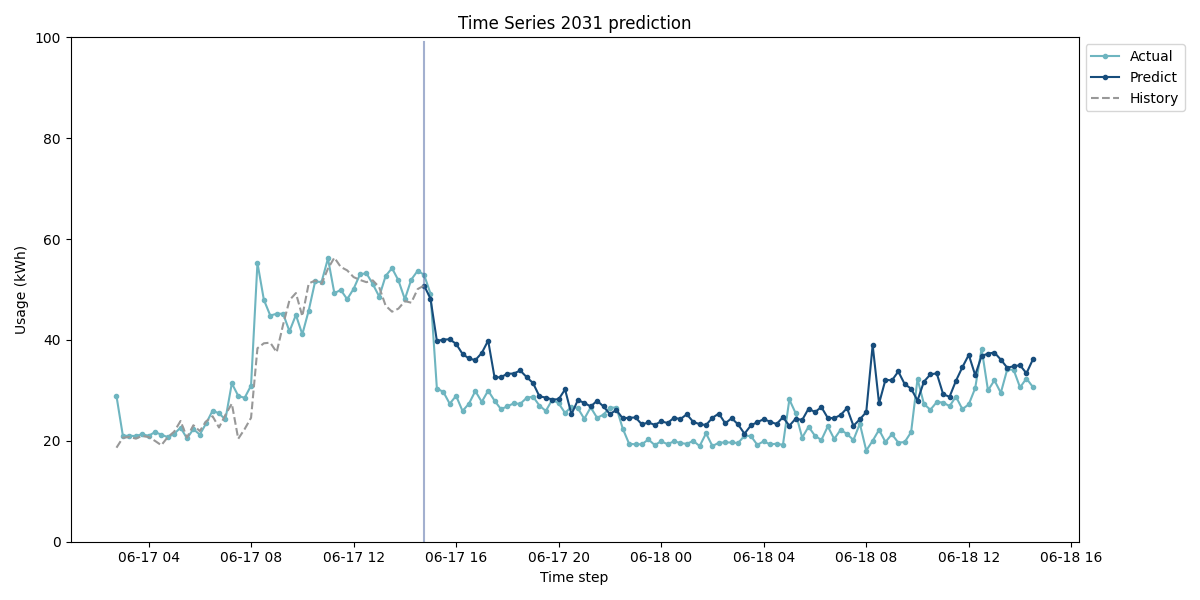 Time Series 2031 prediction
100
80
60
40
20
0
Usage (kWh)
06-17 04
06-17 08
06-17 12
06-17 16
06-17 20
06-18 00
06-18 04
06-18 08
06-18 12
06-18 16
Time step
Actual
Predict
History